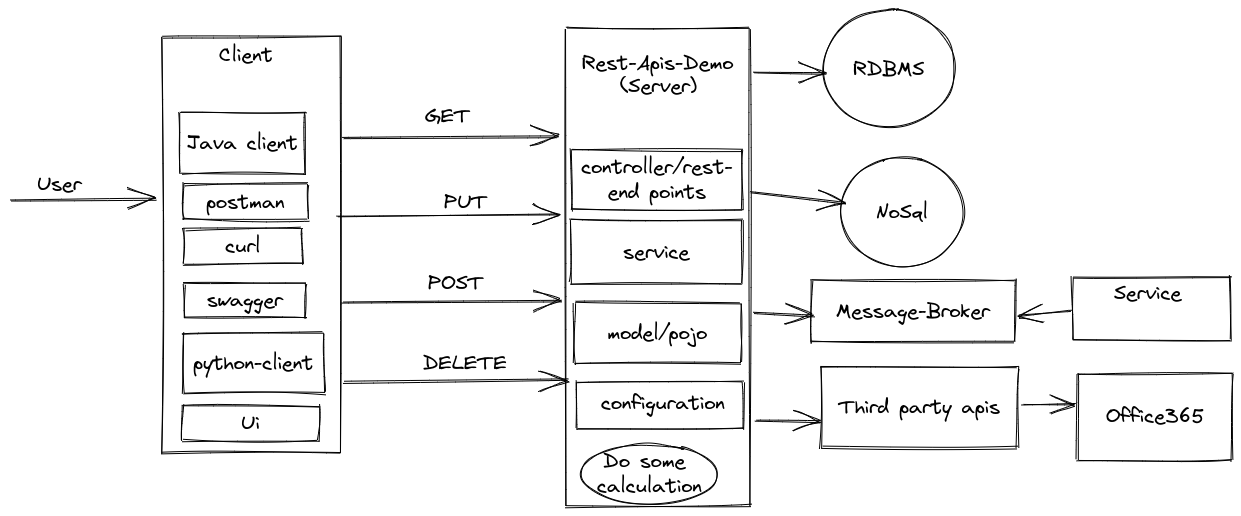 User
Client
Java client
postman
curl
swagger
python-client
Ui
GET
PUT
POST
DELETE
Rest-Apis-Demo
(Server)
controller/rest-
end points
service
model/pojo
configuration
Do some
calculation
RDBMS
NoSql
Message-Broker
Service
Third party apis
Office365